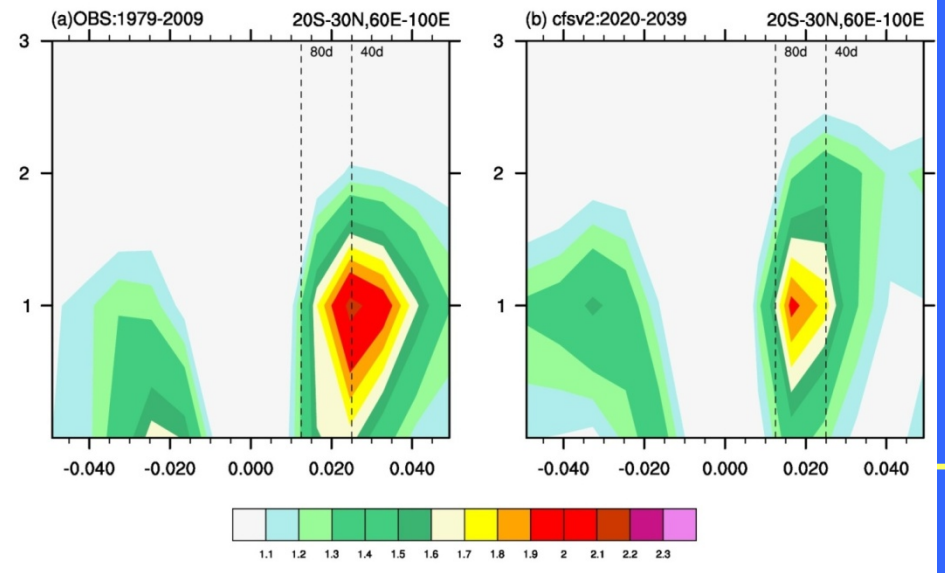 (a)OBS:1979-2009 20S-30N,60E-100E
3
80d 40d
2
1
-0.040 -0.020 0.000 0.020 0.040
(b) cfsv2:2020-2039 20S-30N,60E-100E
3
80d 40d
2
1
-0.040 -0.020 0.000 0.020 0.040
1.1 1.2 1.3 1.4 1.5 1.6 1.7 1.8 1.9 2 2.1 2.2 2.3